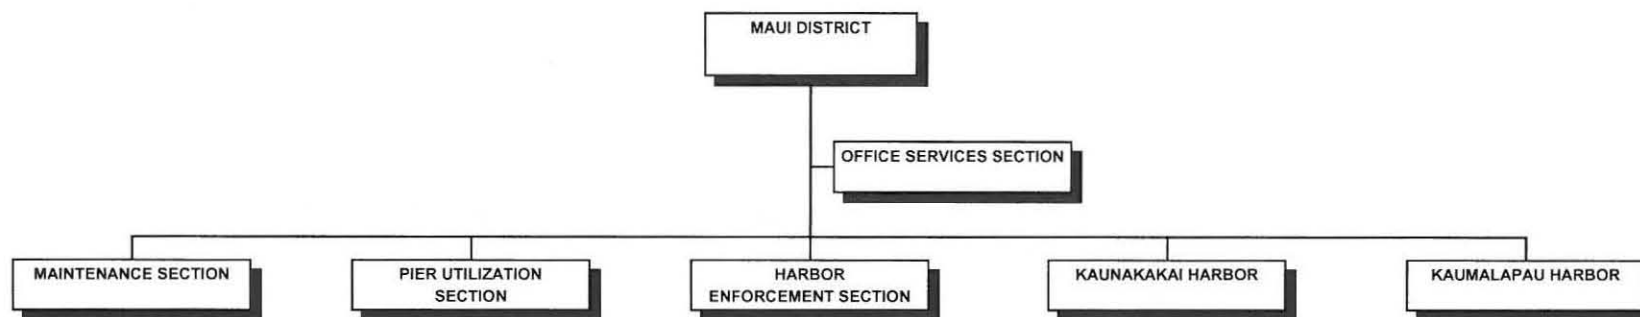 MAUI DISTRICT
OFFICE SERVICES SECTION
MAINTENANCE SECTION
PIER UTILIZATION
SECTION
HARBOR
ENFORCEMENT SECTION
KAUNAKAKAI HARBOR
KAUMALAPAU HARBOR